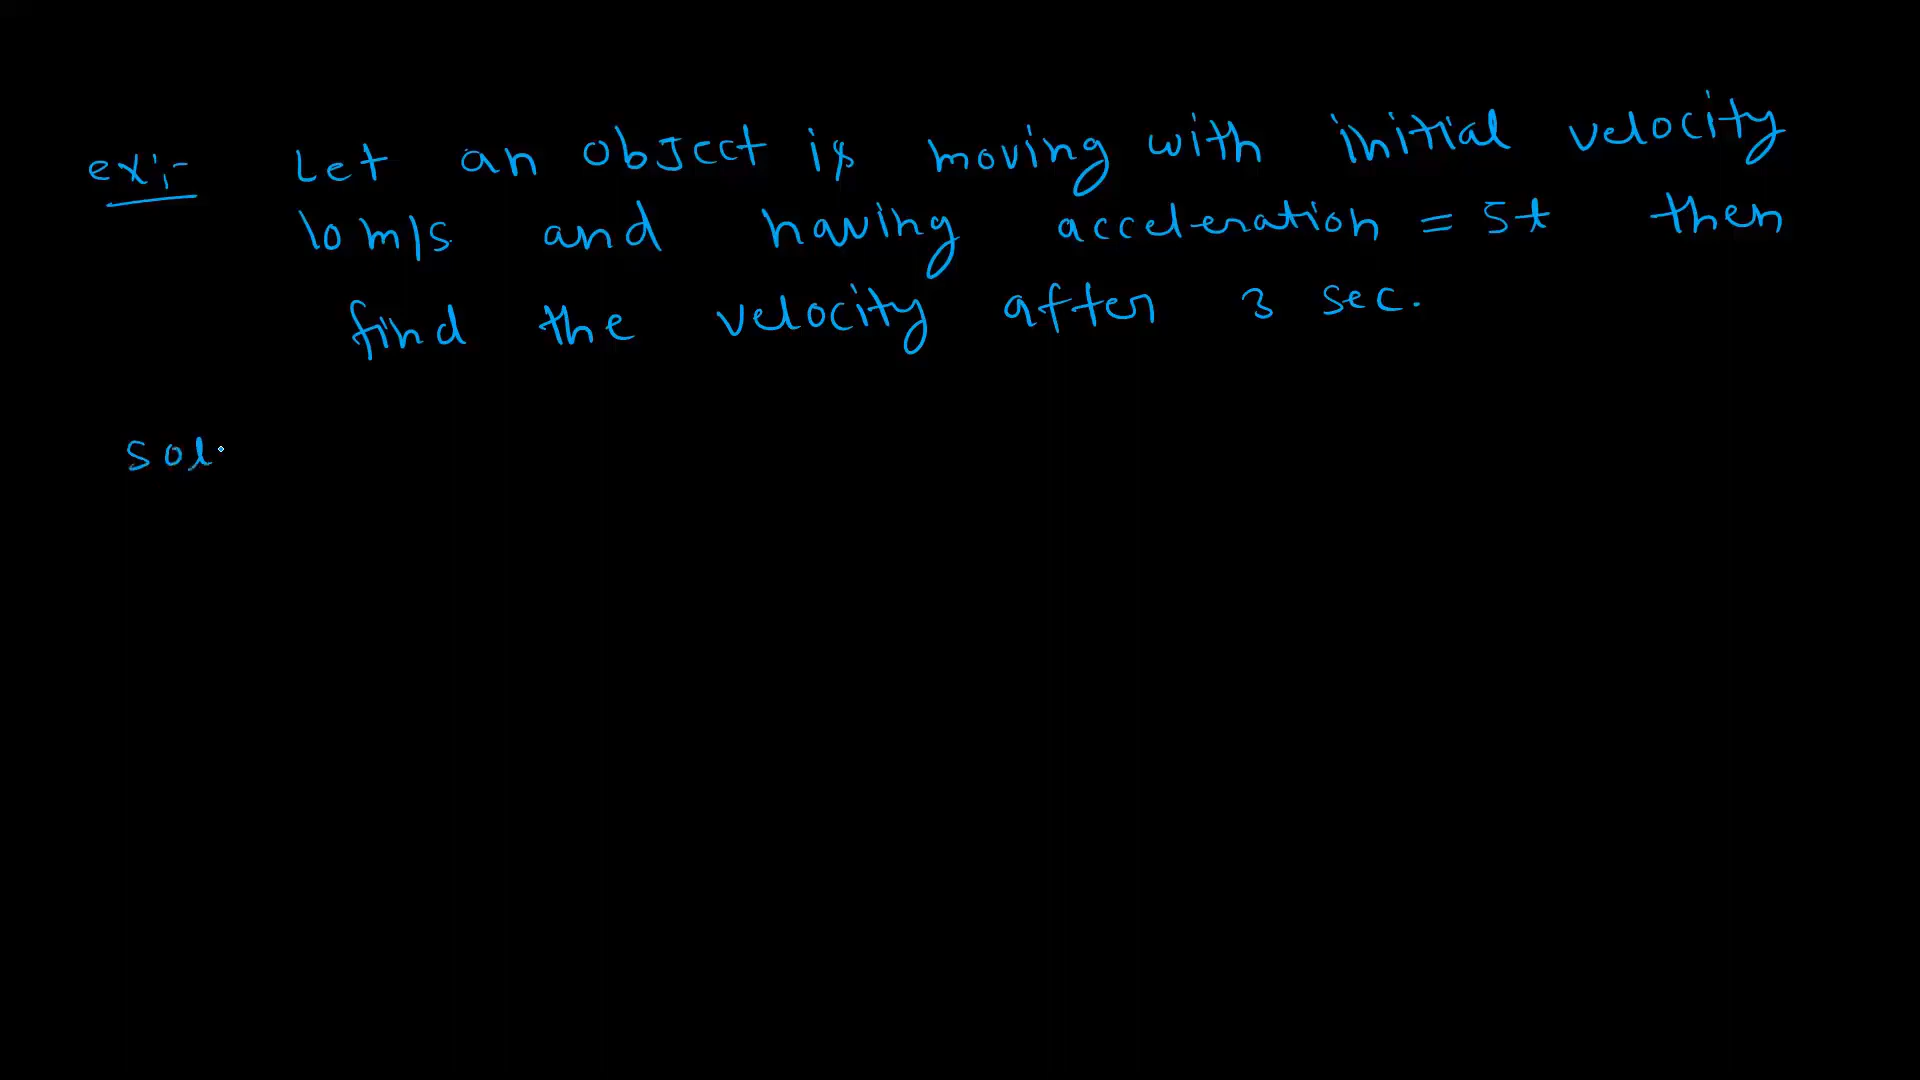 ex:- Let an object is moving with initial velocity
10 m/s and having acceleration = 5t then
find the velocity after 3 sec.
sol